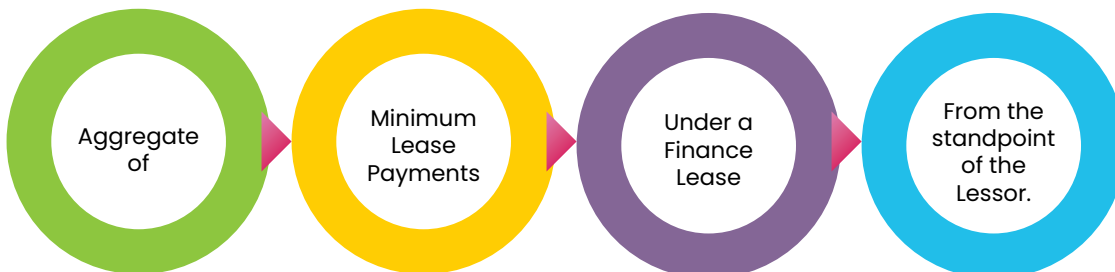 Aggregate
of
Minimum
Lease
Payments
Under a
Finance
Lease
From the
standpoint
of the
Lessor.